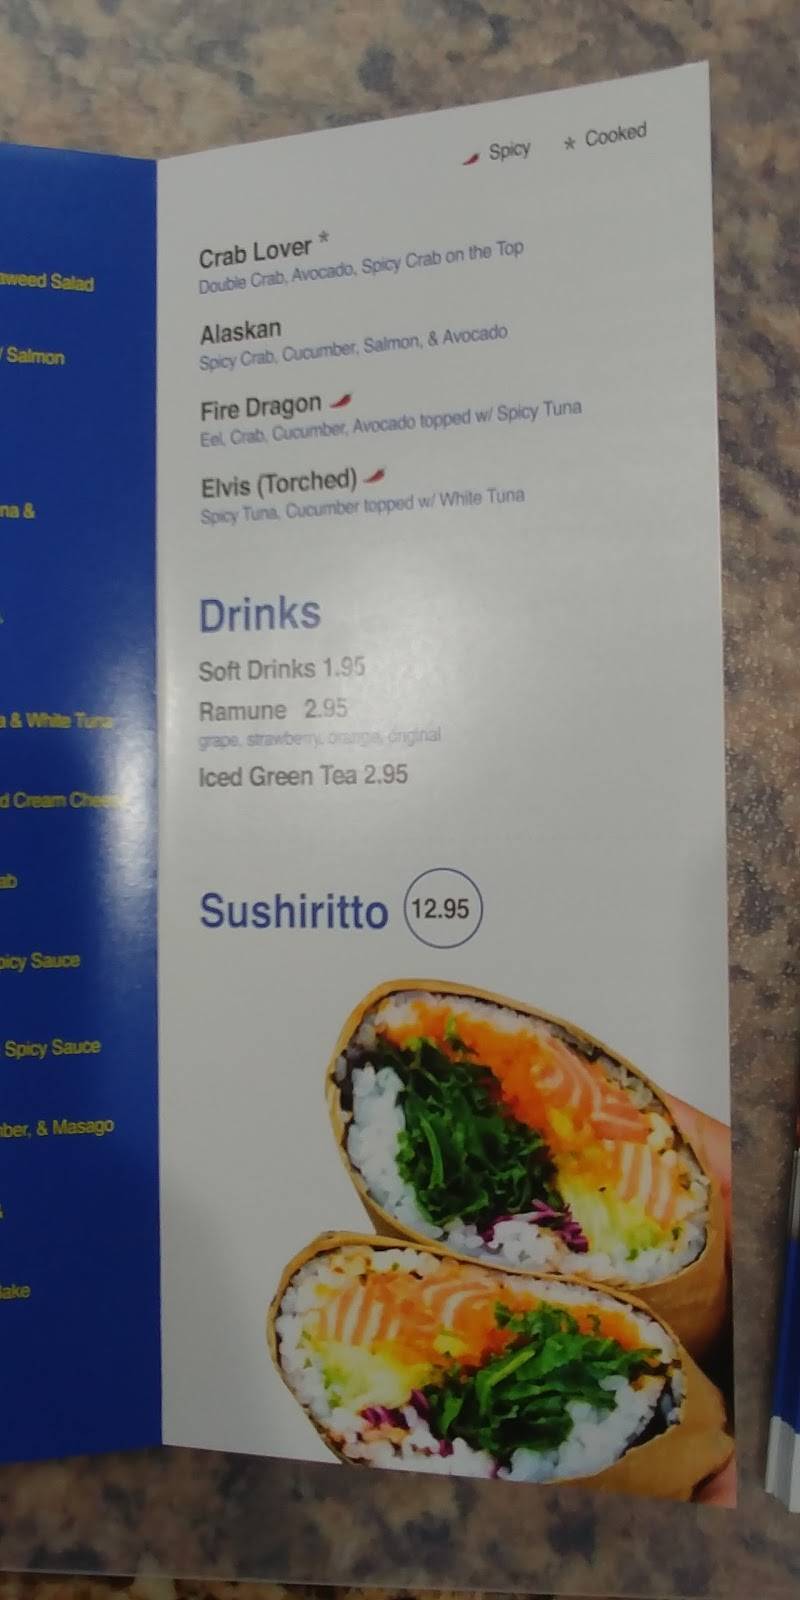 aweed Salad
/ Salmon
na &
a & White Tuna
d Cream Chee
ab
picy Sauce
Spicy Sauce
mber, & Masago
lake
Spicy * Cooked
Crab Lover *
Double Crab, Avocado, Spicy Crab on the Top
Alaskan
Spicy Crab, Cucumber, Salmon, & Avocado
Fire Dragon
Eel, Crab, Cucumber, Avocado topped w/ Spicy Tuna
Elvis (Torched)
Spicy Tuna, Cucumber topped w/ White Tuna
Drinks
Soft Drinks 1.95
Ramune 2.95
grape, strawberry, orange, original
Iced Green Tea 2.95
Sushiritto 12.95